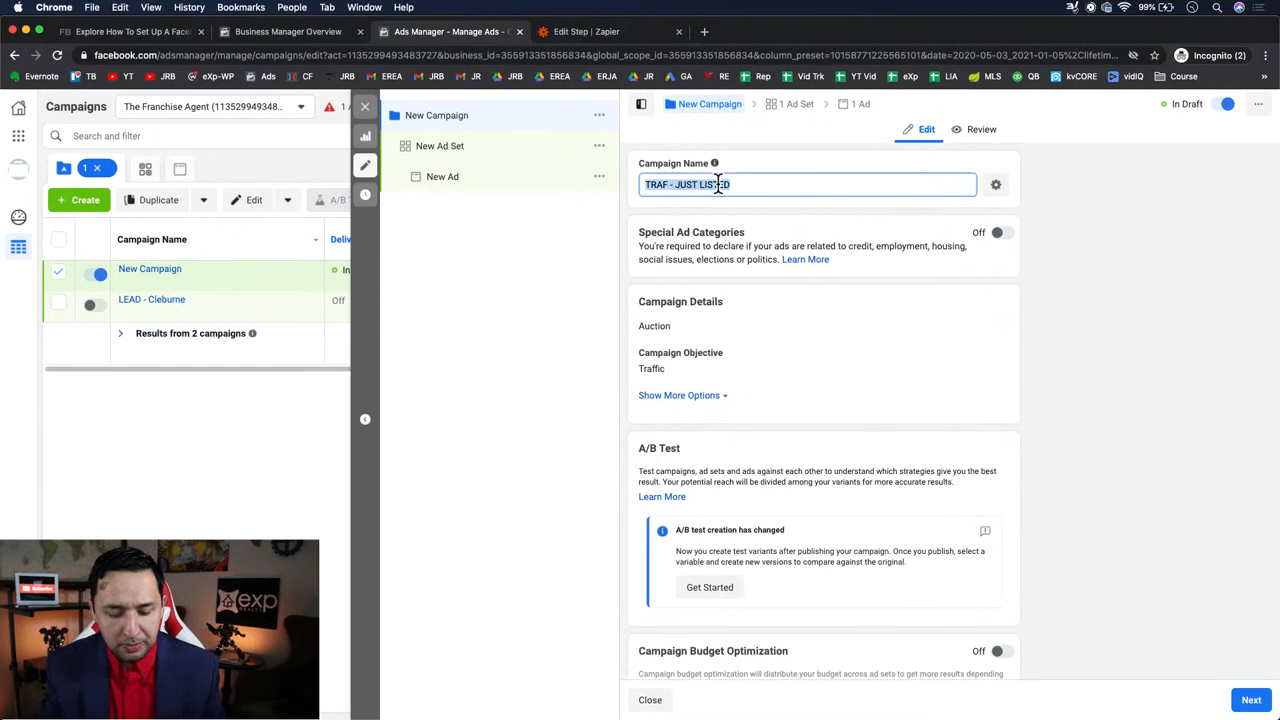 Chrome File Edit View History Bookmarks People Tab Window Help 99%
Explore How To Set Up A Faceb × Business Manager Overview × Ads Manager - Manage Ads - × Edit Step | Zapier × +
facebook.com/adsmanager/manage/campaigns/edit?act=1135299493483727&business_id=355913351856834&global_scope_id=355913351856834&column_preset=10158771225565101&date=2020-05-03_2021-01-05%2Clifetim... Incognito (2)
Evernote TB YT eXp-WP Ads CF JRB EREA JR JRB EREA ERJA JR GA RE Rop Vid Trk YT Vid EXP LIA MLS QB kvCORE vidIQ Course
Campaigns The Franchise Agent (113529949348...
Search and filter
1 ×
+ Create Duplicate Edit A/B
Campaign Name Deliv
New Campaign In
LEAD - Cleburne Off
Results from 2 campaigns
New Campaign
New Ad Set
New Ad
New Campaign > 1 Ad Set > 1 Ad In Draft
Edit Review
Campaign Name
TRAF - JUST LISTED
Special Ad Categories Off
You're required to declare if your ads are related to credit, employment, housing,
social issues, elections or politics. Learn More
Campaign Details
Auction
Campaign Objective
Traffic
Show More Options
A/B Test
Test campaigns, ad sets and ads against each other to understand which strategies give you the best
result. Your potential reach will be divided among your variants for more accurate results.
Learn More
A/B test creation has changed
Now you create test variants after publishing your campaign. Once you publish, select a
variable and create new versions to compare against the original.
Get Started
Campaign Budget Optimization Off
Campaign budget optimization will distribute your budget across ad sets to get more results depending
Close Next
exp